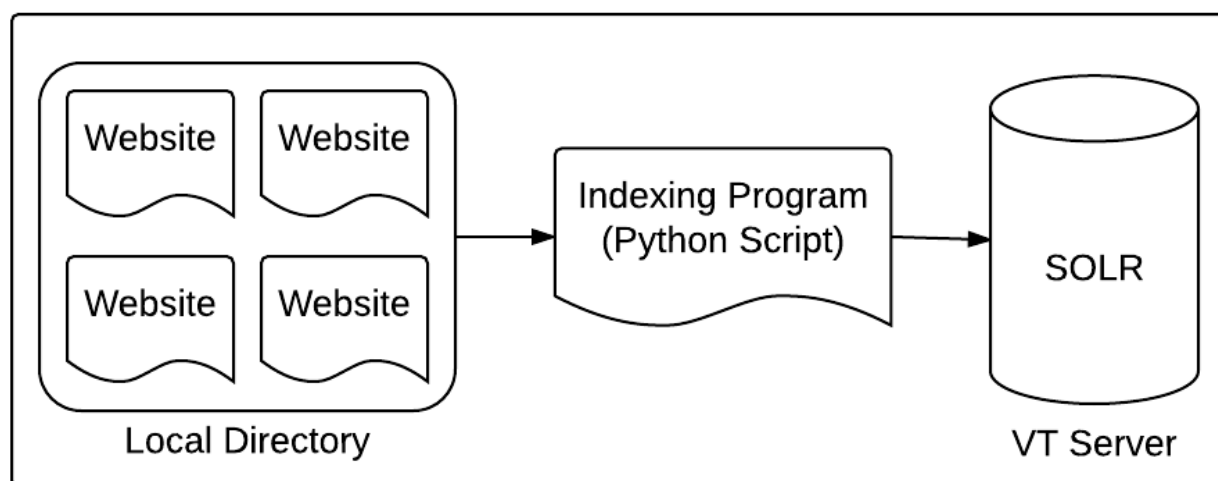 Website
Website
Website
Website
Local Directory
Indexing Program
(Python Script)
SOLR
VT Server